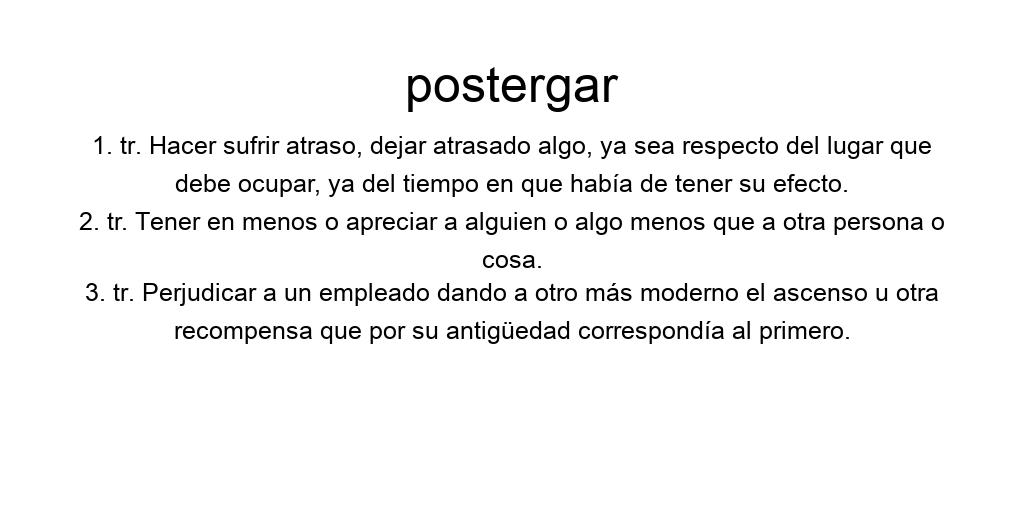 postergar
1. tr. Hacer sufrir atraso, dejar atrasado algo, ya sea respecto del lugar que
debe ocupar, ya del tiempo en que había de tener su efecto.
2. tr. Tener en menos o apreciar a alguien o algo menos que a otra persona o
cosa.
3. tr. Perjudicar a un empleado dando a otro más moderno el ascenso u otra
recompensa que por su antigüedad correspondía al primero.